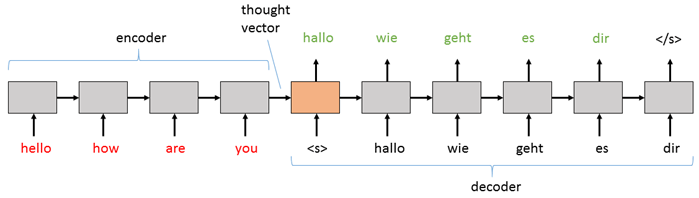 thought
vector
encoder
hallo wie geht es dir </s>
hello how are you <s> hallo wie geht es dir
decoder